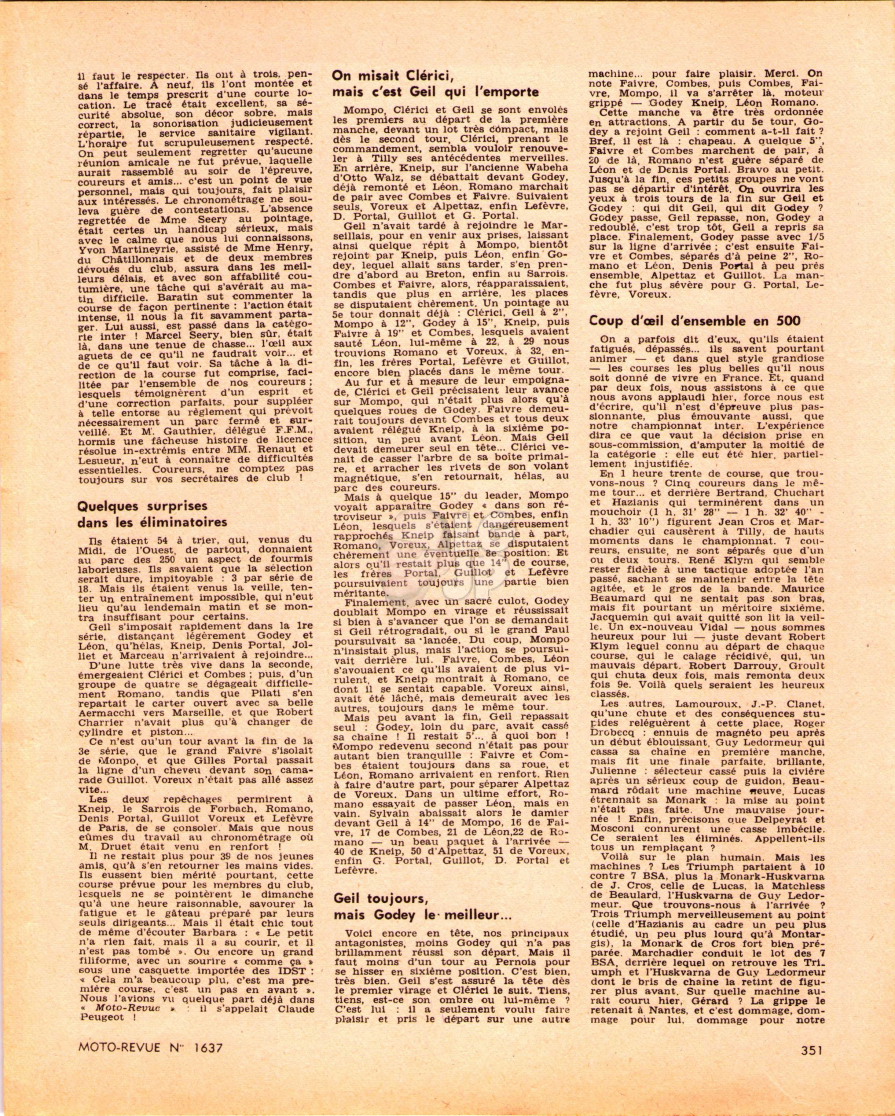 il faut le respecter. Ils ont à trois, pen-
sé l'affaire. A neuf, ils l'ont montée et
dans le temps prescrit d'une courte lo-
cation. Le tracé était excellent, sa sé-
curité absolue, son décor sobre, mais
correct, la sonorisation judicieusement
répartie, le service sanitaire vigilant.
L'horaire fut scrupuleusement respecté.
On peut seulement regretter qu'aucune
réunion amicale ne fut prévue, laquelle
aurait rassemblé au soir de l'épreuve,
coureurs et amis... c'est un point de vue
personnel, mais qui toujours, fait plaisir
aux intéressés. Le chronométrage ne sou-
leva guère de contestations. L'absence
regrettée de Mme Seery au pointage,
était certes un handicap sérieux, mais
avec le calme que nous lui connaissons,
Yvon Martineyrie, assisté de Mme Henry,
du Châtillonnais et de deux membres
dévoués du club, assura dans les meil-
leurs délais, et avec son affabilité cou-
tumière, une tâche qui s'avérait au ma-
tin difficile. Baratin sut commenter la
course de façon pertinente : l'action était
intense, il nous la fit savamment parta-
ger. Lui aussi, est passé dans la catégo-
rie inter ! Marcel Seery, bien sûr, était
là, dans une tenue de chasse... l'œil aux
aguets de ce qu'il ne faudrait voir... et
de ce qu'il faut voir. Sa tâche à la di-
rection de la course fut comprise, faci-
litée par l'ensemble de nos coureurs ;
lesquels témoignèrent d'un esprit et
d'une correction parfaits, pour suppléer
à telle entorse au règlement qui prévoit
nécessairement un parc fermé et sur-
veillé. Et M. Gauthier, délégué F.F.M.,
hormis une fâcheuse histoire de licence
résolue in-extrémis entre MM. Renaut et
Lesueur, n'eut à connaître de difficultés
essentielles. Coureurs, ne comptez pas
toujours sur vos secrétaires de club !
Quelques surprises
dans les éliminatoires
Ils étaient 54 à trier, qui, venus du
Midi, de l'Ouest, de partout, donnaient
au parc des 250 un aspect de fourmis
laborieuses. Ils savaient que la sélection
serait dure, impitoyable : 3 par série de
18. Mais ils étaient venus la veille, ten-
ter un entraînement impossible, qui n'eut
lieu qu'au lendemain matin et se mon-
tra insuffisant pour certains.
Geil s'imposait rapidement dans la 1re
série, distançant légèrement Godey et
Léon, qu'hélas, Kneip, Denis Portal, Jol-
liet et Marceau n'arrivaient à rejoindre...
D'une lutte très vive dans la seconde,
émergeaient Clérici et Combes ; puis, d'un
groupe de quatre se dégageait difficile-
ment Romano, tandis que Pilati s'en
repartait le carter ouvert avec sa belle
Aermacchi vers Marseille, et que Robert
Charrier n'avait plus qu'à changer de
cylindre et piston...
Ce n'est qu'un tour avant la fin de la
3e série, que le grand Faivre s'isolait
de Mompo, et que Gilles Portal passait
la ligne d'un cheveu devant son cama-
rade Guillot. Voreux n'était pas allé assez
vite...
Les deux repêchages permirent à
Kneip, le Sarrois de Forbach, Romano,
Denis Portal, Guillot Voreux et Lefèvre
de Paris, de se consoler. Mais que nous
eûmes du travail au chronométrage où
M. Druet était venu en renfort !
Il ne restait plus pour 39 de nos jeunes
amis, qu'à s'en retourner les mains vides.
Ils eussent bien mérité pourtant, cette
course prévue pour les membres du club,
lesquels ne se pointèrent le dimanche
qu'à une heure raisonnable, savourer la
fatigue et le gâteau préparé par leurs
seuls dirigeants... Mais il était chic tout
de même d'écouter Barbara : « Le petit
n'a rien fait, mais il a su courir, et il
n'est pas tombé ». Ou encore un grand
filiforme, avec un sourire « comme ça »
sous une casquette importée des IDST :
« Cela m'a beaucoup plu, c'est ma pre-
mière course, c'est un pas en avant ».
Nous l'avions vu quelque part déjà dans
« Moto-Revue » : il s'appelait Claude
Peugeot !
On misait Clérici,
mais c'est Geil qui l'emporte
Mompo, Clérici et Geil se sont envolés
les premiers au départ de la première
manche, devant un lot très compact, mais
dès le second tour, Clérici, prenant le
commandement, sembla vouloir renouve-
ler à Tilly ses antécédentes merveilles.
En arrière, Kneip, sur l'ancienne Wabeha
d'Otto Walz, se débattait devant Godey,
déjà remonté et Léon. Romano marchait
de pair avec Combes et Faivre. Suivaient
seuls, Voreux et Alpettaz, enfin Lefèvre,
D. Portal, Guillot et G. Portal.
Geil n'avait tardé à rejoindre le Mar-
seillais, pour en venir aux prises, laissant
ainsi quelque répit à Mompo, bientôt
rejoint par Kneip, puis Léon, enfin Go-
dey, lequel allait sans tarder, s'en pren-
dre d'abord au Breton, enfin au Sarrois.
Combes et Faivre, alors, réapparaissaient,
tandis que plus en arrière, les places
se disputaient chèrement. Un pointage au
5e tour donnait déjà : Clérici, Geil à 2",
Mompo à 12", Godey à 15", Kneip, puis
Faivre à 19" et Combes, lesquels avaient
sauté Léon, lui-même à 22, à 29 nous
trouvions Romano et Voreux, à 32, en-
fin, les frères Portal, Lefèvre et Guillot,
encore bien placés dans le même tour.
Au fur et à mesure de leur empoigna-
de, Clérici et Geil précisaient leur avance
sur Mompo, qui n'était plus alors qu'à
quelques roues de Godey. Faivre demeu-
rait toujours devant Combes et tous deux
avaient relégué Kneip, à la sixième po-
sition, un peu avant Léon. Mais Geil
devait demeurer seul en tête... Clérici ve-
nait de casser l'arbre de sa boîte primai-
re, et arracher les rivets de son volant
magnétique, s'en retournait, hélas, au
parc des coureurs.
Mais à quelque 15" du leader, Mompo
voyait apparaître Godey « dans son ré-
troviseur », puis Faivre et Combes, enfin
Léon, lesquels s'étaient dangereusement
rapprochés Kneip faisant bande à part,
Romano, Voreux, Alpettaz se disputaient
chèrement une éventuelle 8e position. Et
alors qu'il restait plus que 14" de course,
les frères Portal, Guillot et Lefèvre
poursuivaient toujours une partie bien
méritante.
Finalement, avec un sacré culot, Godey
doublait Mompo en virage et réussissait
si bien à s'avancer que l'on se demandait
si Geil rétrogradait, ou si le grand Paul
poursuivait sa lancée. Du coup, Mompo
n'insistait plus, mais l'action se poursui-
vait derrière lui. Faivre, Combes, Léon
s'avouaient ce qu'ils avaient de plus vi-
rulent, et Kneip montrait à Romano, ce
dont il se sentait capable. Voreux ainsi,
avait été lâché, mais demeurait avec les
autres, toujours dans le même tour.
Mais peu avant la fin, Geil repassait
seul : Godey, loin du parc, avait cassé
sa chaîne ! Il restait 5'... à quoi bon !
Mompo redevenu second n'était pas pour
autant bien tranquille : Faivre et Com-
bes étaient toujours dans sa roue, et
Léon, Romano arrivaient en renfort. Rien
à faire d'autre part, pour séparer Alpettaz
de Voreux. Dans un ultime effort, Ro-
mano essayait de passer Léon, mais en
vain. Sylvain abaissait alors le damier
devant Geil à 14" de Mompo, 16 de Fai-
vre, 17 de Combes, 21 de Léon,22 de Ro-
mano — un beau paquet à l'arrivée —
40 de Kneip, 50 d'Alpettaz, 51 de Voreux,
enfin G. Portal, Guillot, D. Portal et
Lefèvre.
Geil toujours,
mais Godey le meilleur...
Voici encore en tête, nos principaux
antagonistes, moins Godey qui n'a pas
brillamment réussi son départ. Mais il
faut moins d'un tour au Pernois pour
se hisser en sixième position. C'est bien,
très bien. Geil s'est assuré la tête dès
le premier virage et Clérici le suit. Tiens,
tiens, est-ce son ombre ou lui-même ?
C'est lui : il a seulement voulu faire
plaisir et pris le départ sur une autre
machine... pour faire plaisir. Merci. On
note Faivre, Combes, puis Combes, Fai-
vre, Mompo, il va s'arrêter là, moteur
grippé — Godey Kneip, Léon, Romano.
Cette manche va être très ordonnée
en attractions. A partir du 5e tour, Go-
dey a rejoint Geil : comment a-t-il fait ?
Bref, il est là : chapeau. A quelque 5",
Faivre et Combes marchent de pair, à
20 de là, Romano n'est guère séparé de
Léon et de Denis Portal. Bravo au petit.
Jusqu'à la fin, ces petits groupes ne vont
pas se départir d'intérêt. On ouvrira les
yeux à trois tours de la fin sur Geil et
Godey : qui dit Geil, qui dit Godey ?
Godey passe, Geil repasse, non, Godey a
redoublé, c'est trop tôt, Geil a repris sa
place. Finalement, Godey passe avec 1/5
sur la ligne d'arrivée ; c'est ensuite Fai-
vre et Combes, séparés d'à peine 2", Ro-
mano et Léon, Denis Portal à peu près
ensemble, Alpettaz et Guillot. La man-
che fut plus sévère pour G. Portal, Le-
fèvre, Voreux.
Coup d'œil d'ensemble en 500
On a parfois dit d'eux, qu'ils étaient
fatigués, dépassés... ils savent pourtant
animer — et dans quel style grandiose
— les courses les plus belles qu'il nous
soit donné de vivre en France. Et, quand
par deux fois, nous assistons à ce que
nous avons applaudi hier, force nous est
d'écrire, qu'il n'est d'épreuve plus pas-
sionnante, plus émouvante aussi, que
notre championnat inter. L'expérience
dira ce que vaut la décision prise en
sous-commission, d'amputer la moitié de
la catégorie : elle eut été hier, partiel-
lement injustifiée.
En 1 heure trente de course, que trou-
vons-nous ? Cinq coureurs dans le mê-
me tour... et derrière Bertrand, Chuchart
et Hazianis qui terminèrent dans un
mouchoir (1 h. 31' 28" — 1 h. 32' 40" -
1 h. 33' 10") figurent Jean Cros et Mar-
chadier qui causèrent à Tilly, de hauts
moments dans le championnat. 7 cou-
reurs, ensuite, ne sont séparés que d'un
ou deux tours. René Klym qui semble
rester fidèle à une tactique adoptée l'an
passé, sachant se maintenir entre la tête
agitée, et le gros de la bande. Maurice
Beaumard qui ne sentait pas son bras,
mais fit pourtant un méritoire sixième.
Jacquemin qui avait quitté son lit la veil-
le. Un ex-nouveau Vidal — nous sommes
heureux pour lui — juste devant Robert
Klym lequel connu au départ de chaque
course, qui le calage récidivé, qui, un
mauvais départ. Robert Darrouy, Groult
qui chuta deux fois, mais remonta deux
fois 9e. Voilà quels seraient les heureux
classés.
Les autres, Lamouroux, J.-P. Clanet,
qu'une chute et des conséquences stu-
pides reléguèrent à cette place, Roger
Drobecq : ennuis de magnéto peu après
un début éblouissant, Guy Ledormeur qui
cassa sa chaîne en première manche,
mais fit une finale parfaite, brillante,
Julienne : sélecteur cassé puis la civière
après un sérieux coup de guidon, Beau-
mard rôdait une machine neuve, Lucas
étrennait sa Monark : la mise au point
n'était pas faite. Une mauvaise jour-
née ! Enfin, précisons que Delpeyrat et
Mosconi connurent une casse imbécile.
Ce seraient les éliminés. Appellent-ils
tous un remplaçant ?
Voilà sur le plan humain. Mais les
machines ? Les Triumph partaient à 10
contre 7 BSA, plus la Monark-Huskvarna
de J. Cros, celle de Lucas, la Matchless
de Beaulard, l'Huskvarna de Guy Ledor-
meur. Que trouvons-nous à l'arrivée ?
Trois Triumph merveilleusement au point
(celle d'Hazianis au cadre un peu plus
étudié, un peu plus lourd qu'à Montar-
gis), la Monark de Cros fort bien pré-
parée. Marchadier conduit le lot des 7
BSA, derrière lequel on retrouve les Tri-
umph et l'Huskvarna de Guy Ledormeur
dont le bris de chaîne la retint de figu-
rer plus avant. Sur quelle machine au-
rait couru hier, Gérard ? La grippe le
retenait à Nantes, et c'est dommage, dom-
mage pour lui, dommage pour notre
MOTO-REVUE N° 1637
351